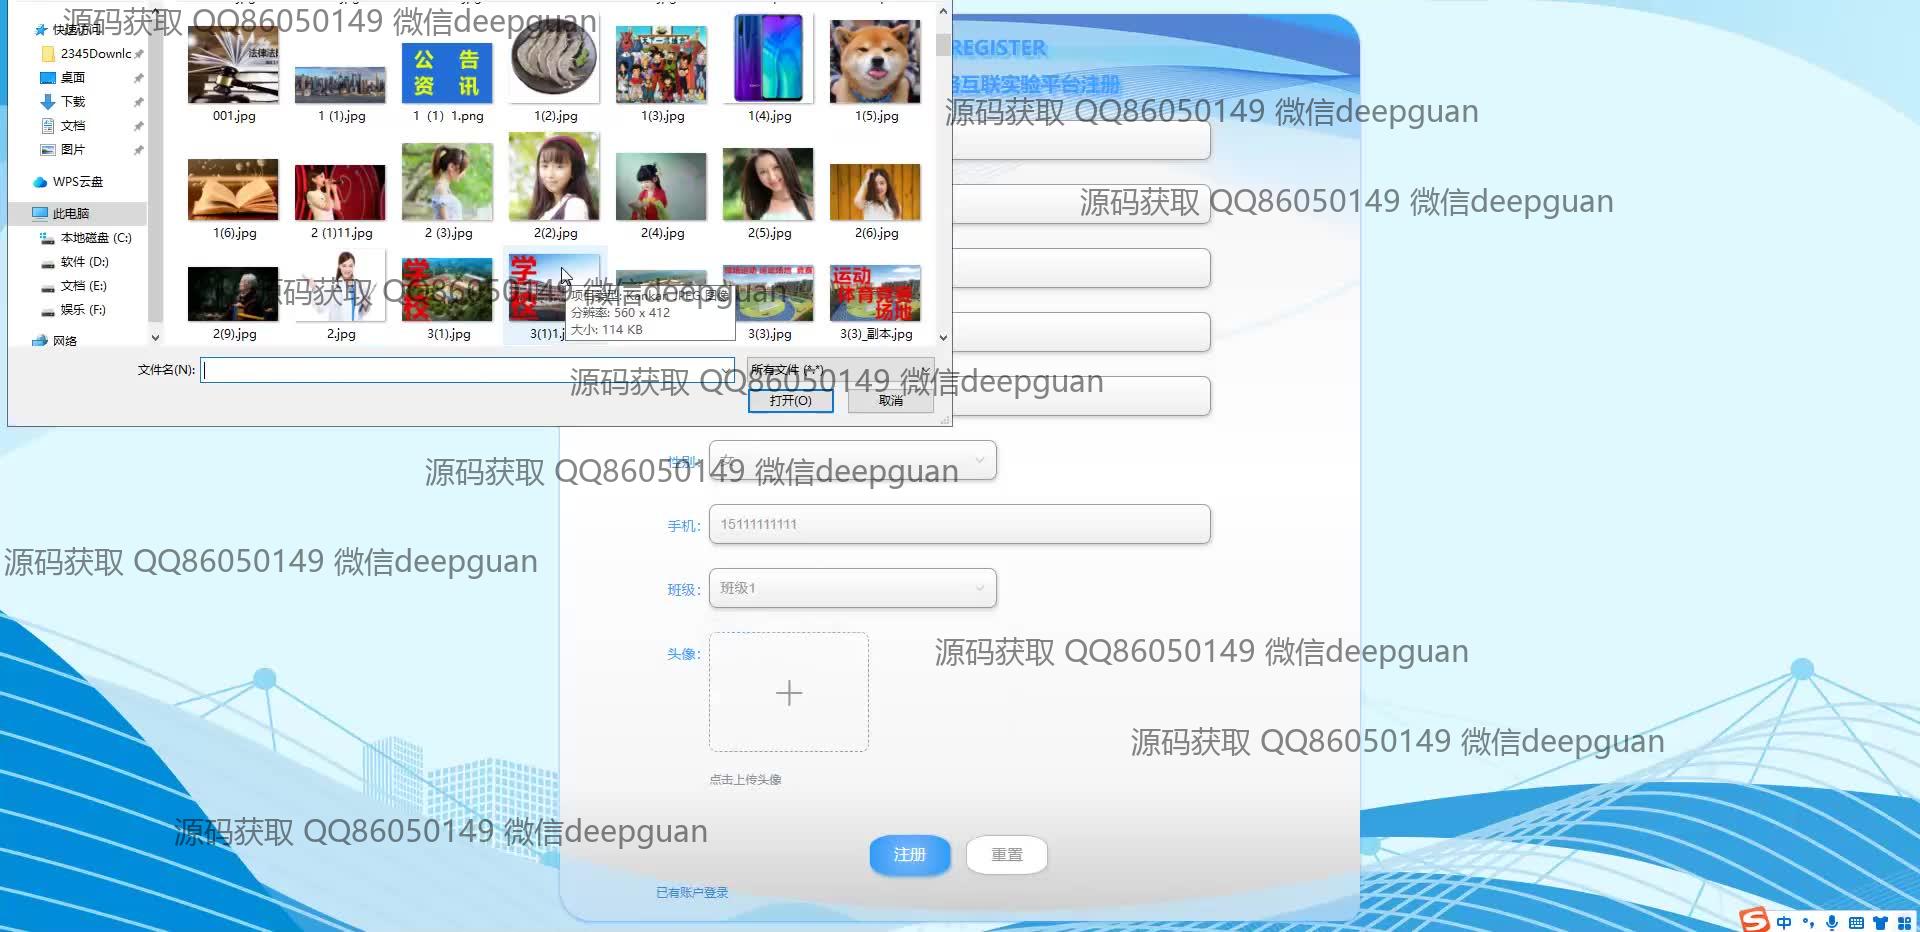 源码获取 QQ86050149 微信deepguan
快速访问
2345Downlc
桌面
下载
文档
图片
WPS云盘
此电脑
本地磁盘 (C:)
软件 (D:)
文档 (E:)
娱乐 (F:)
网络
公告
资讯
001.jpg
1 (1).jpg
1（1）1.png
1(2).jpg
1(3).jpg
1(4).jpg
1(5).jpg
1(6).jpg
2 (1)11.jpg
2 (3).jpg
2(2).jpg
2(4).jpg
2(5).jpg
2(6).jpg
源码获取 QQ86050149 微信deepguan
学校
学校
运动
体育竞赛
场地
2(9).jpg
2.jpg
3(1).jpg
3(1)1.j
3(3).jpg
3(3)_副本.jpg
项目类型: Kankan JPEG 图像
分辨率: 560 x 412
大小: 114 KB
文件名(N):
所有文件 (*.*)
打开(O)
取消
源码获取 QQ86050149 微信deepguan
REGISTER
互联实验平台注册
源码获取 QQ86050149 微信deepguan
源码获取 QQ86050149 微信deepguan
性别:
女
源码获取 QQ86050149 微信deepguan
手机:
15111111111
源码获取 QQ86050149 微信deepguan
班级:
班级1
头像:
源码获取 QQ86050149 微信deepguan
源码获取 QQ86050149 微信deepguan
点击上传头像
源码获取 QQ86050149 微信deepguan
注册
重置
已有账户登录
中